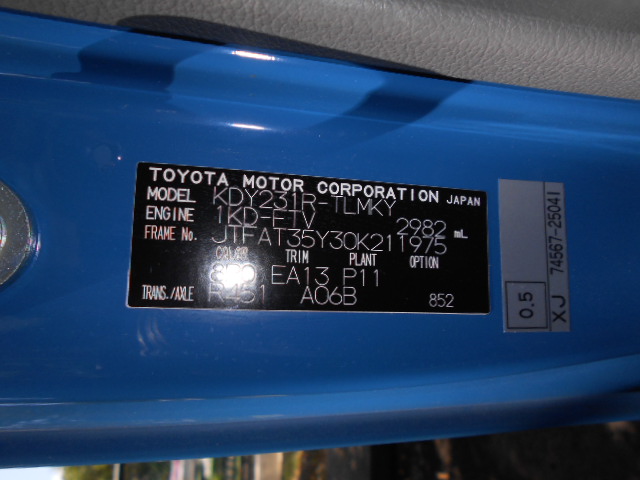 TOYOTA MOTOR CORPORATION JAPAN
MODEL KDY231R-TLMKY
ENGINE 1KD-FTV 2982 mL
FRAME No. JTFAT35Y30K211975
COLOR TRIM PLANT OPTION
EA13 P11
TRANS./AXLE R451 A06B 852
0.5
XJ 74567-25041